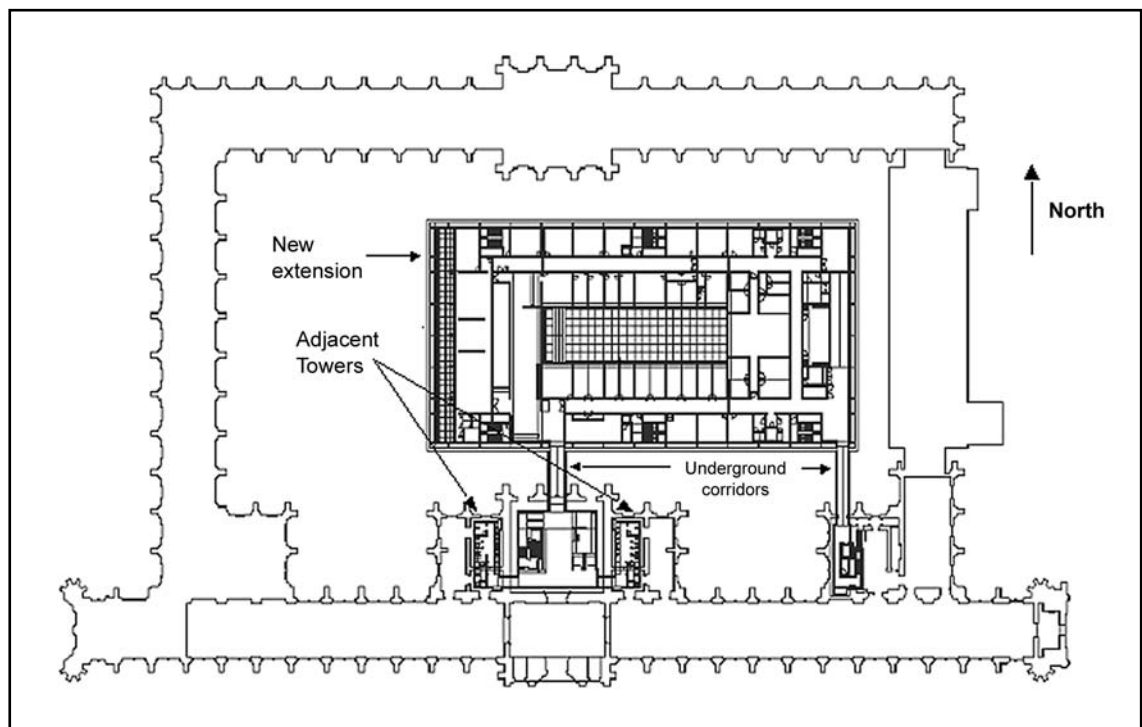 North
New
extension
Adjacent
Towers
Underground
corridors